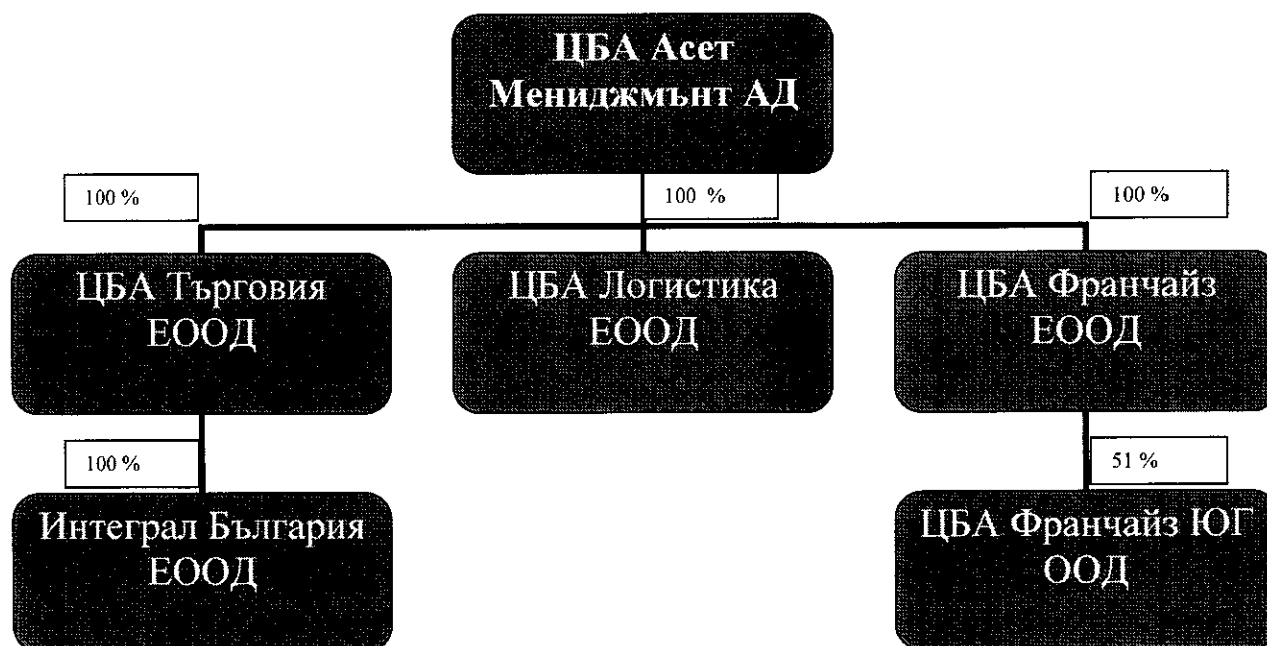 ЦБА Асет
Мениджмънт АД
100 %
100 %
100 %
ЦБА Търговия
ЕООД
ЦБА Логистика
ЕООД
ЦБА Франчайз
ЕООД
100 %
51 %
Интеграл България
ЕООД
ЦБА Франчайз ЮГ
ООД